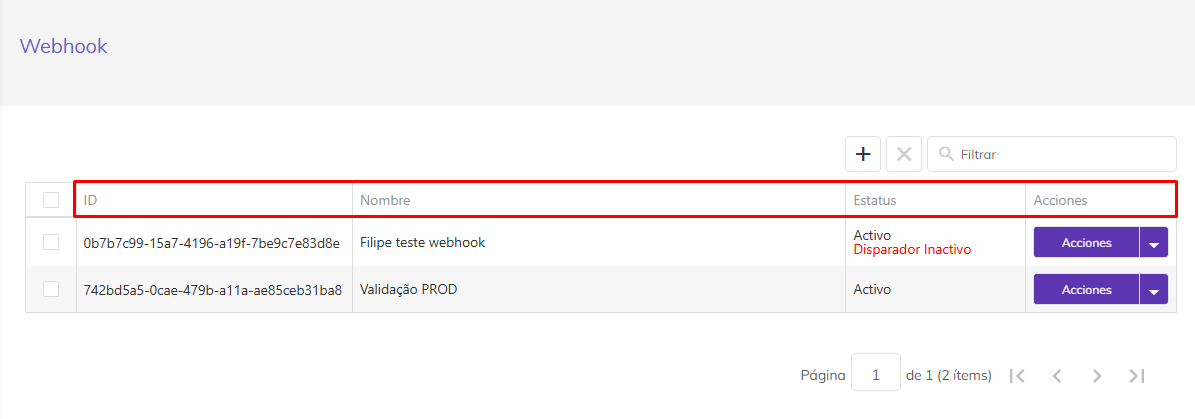 Webhook
Filtrar
ID Nombre Estatus Acciones
0b7b7c99-15a7-4196-a19f-7be9c7e83d8e Filipe teste webhook Activo Acciones
Disparador Inactivo
742bd5a5-0cae-479b-a11a-ae85ceb31ba8 Validação PROD Activo Acciones
Página 1 de 1 (2 ítems)